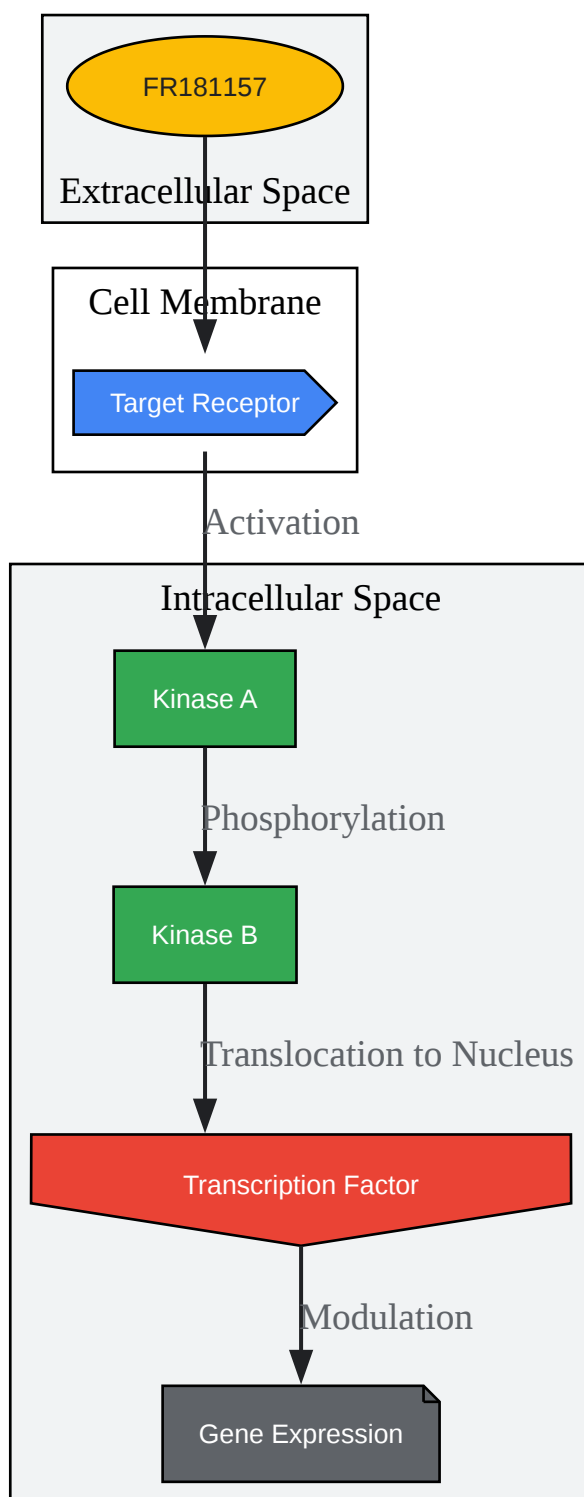 FR181157
Extracellular Space
Cell Membrane
Target Receptor
Activation
Intracellular Space
Kinase A
Phosphorylation
Kinase B
Translocation to Nucleus
Transcription Factor
Modulation
Gene Expression